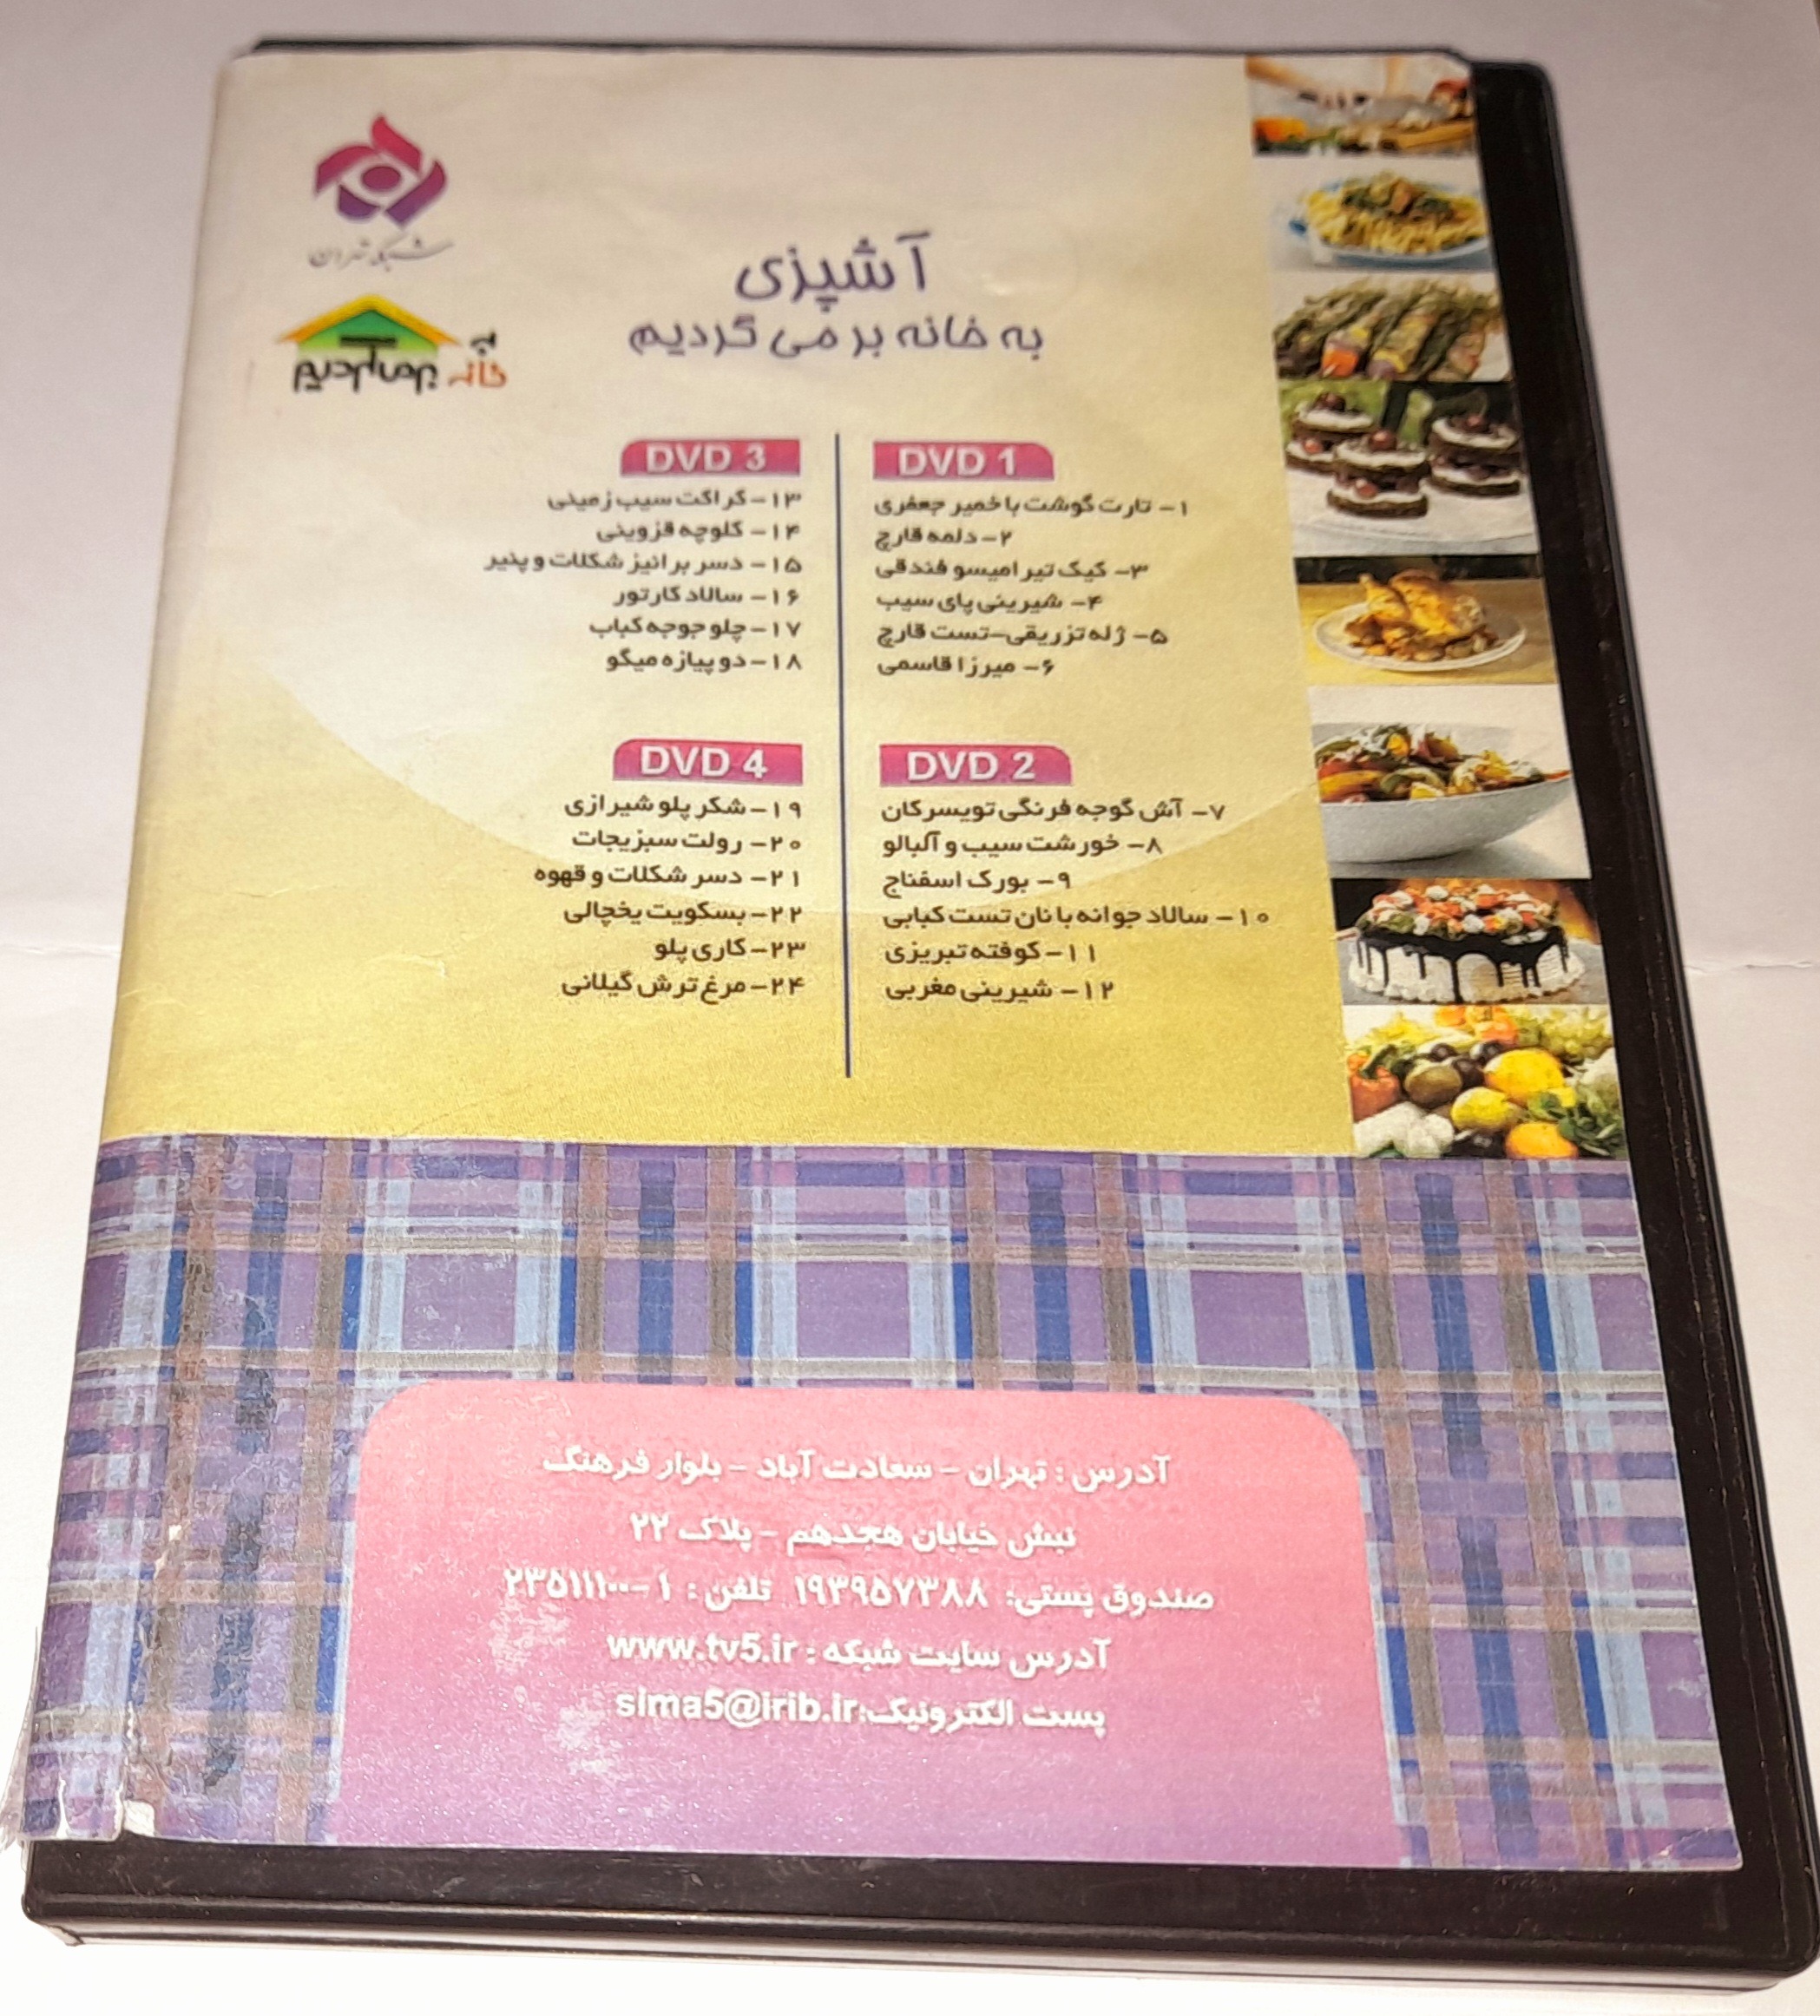 شبکه تهران
به خانه برمی‌گردیم
آشپزی
به خانه بر می گردیم
DVD 1
۱- تارت گوشت با خمیر جعفری
۲- دلمه قارچ
۳- کیک تیرامیسو فندقی
۴- شیرینی پای سیب
۵- ژله تزریقی-تست قارچ
۶- میرزا قاسمی
DVD 2
۷- آش گوجه فرنگی تویسرکان
۸- خورشت سیب و آلبالو
۹- بورک اسفناج
۱۰- سالاد جوانه با نان تست کبابی
۱۱- کوفته تبریزی
۱۲- شیرینی مغربی
DVD 3
۱۳- کراکت سیب زمینی
۱۴- کلوچه قزوینی
۱۵- دسر برانیز شکلات و پنیر
۱۶- سالاد کارتور
۱۷- چلو جوجه کباب
۱۸- دو پیازه میگو
DVD 4
۱۹- شکر پلو شیرازی
۲۰- رولت سبزیجات
۲۱- دسر شکلات و قهوه
۲۲- بسکویت یخچالی
۲۳- کاری پلو
۲۴- مرغ ترش گیلانی
آدرس : تهران - سعادت آباد - بلوار فرهنگ
نبش خیابان هجدهم - پلاک ۲۲
صندوق پستی: ۱۹۳۹۵۷۳۸۸ تلفن : ۱-۲۳۵۱۱۱۰۰
آدرس سایت شبکه : www.tv5.ir
پست الکترونیک:sima5@irib.ir